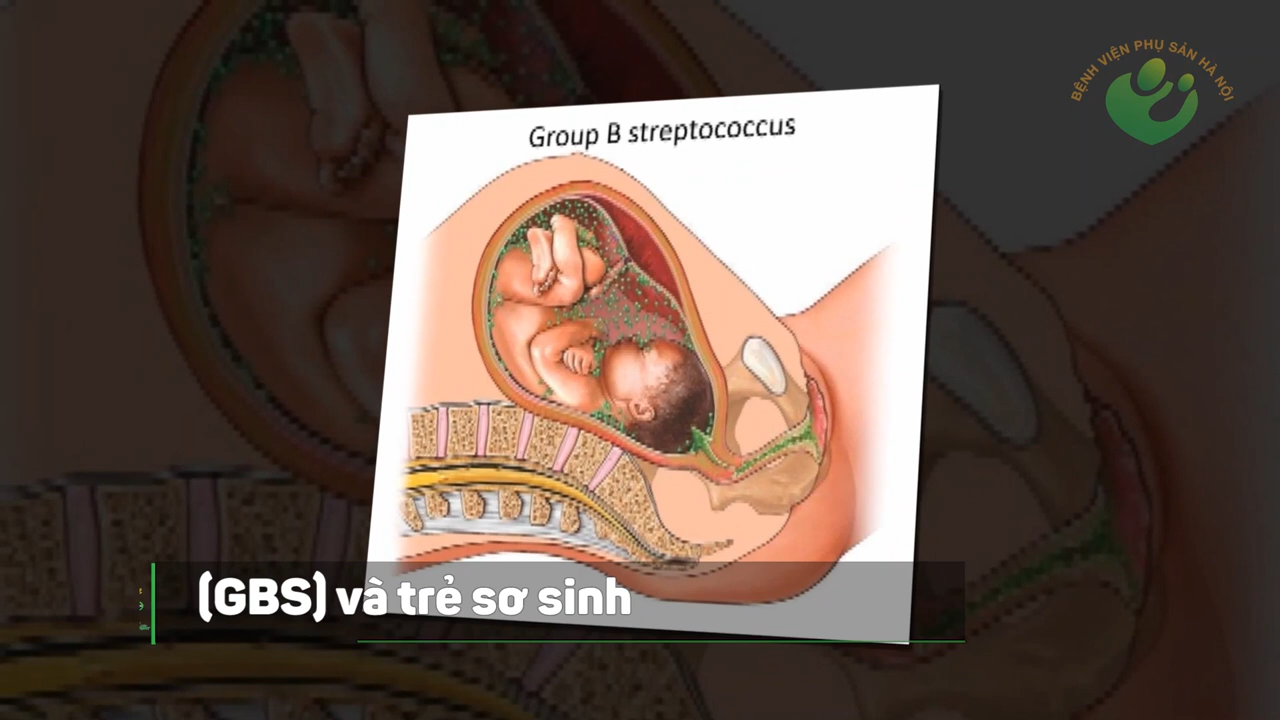 BỆNH VIỆN PHỤ SẢN HÀ NỘI
Group B streptococcus
(GBS) và trẻ sơ sinh